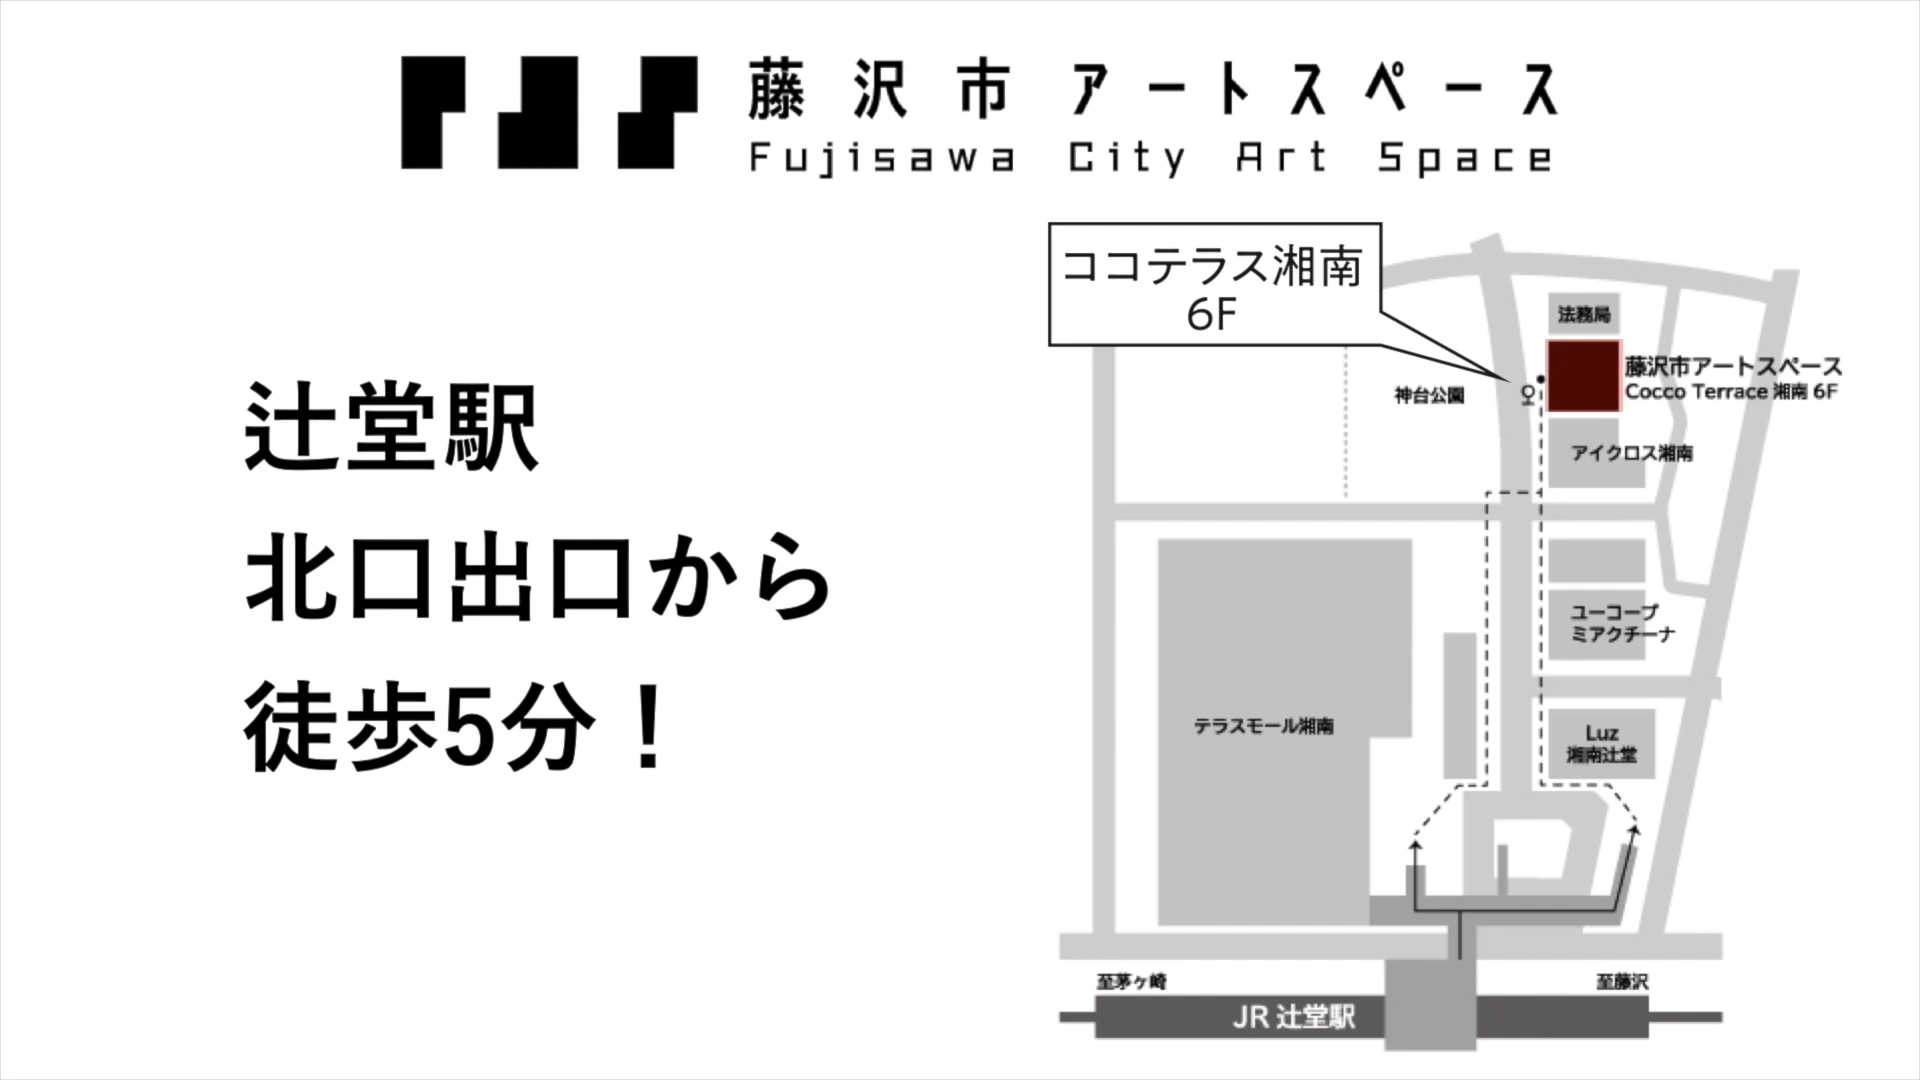 藤沢市アートスペース
Fujisawa City Art Space
辻堂駅
北口出口から
徒歩5分！
ココテラス湘南
6F
法務局
藤沢市アートスペース
Cocco Terrace 湘南 6F
神台公園
アイクロス湘南
ユーコープ
ミアクチーナ
テラスモール湘南
Luz
湘南辻堂
至茅ヶ崎
至藤沢
JR 辻堂駅